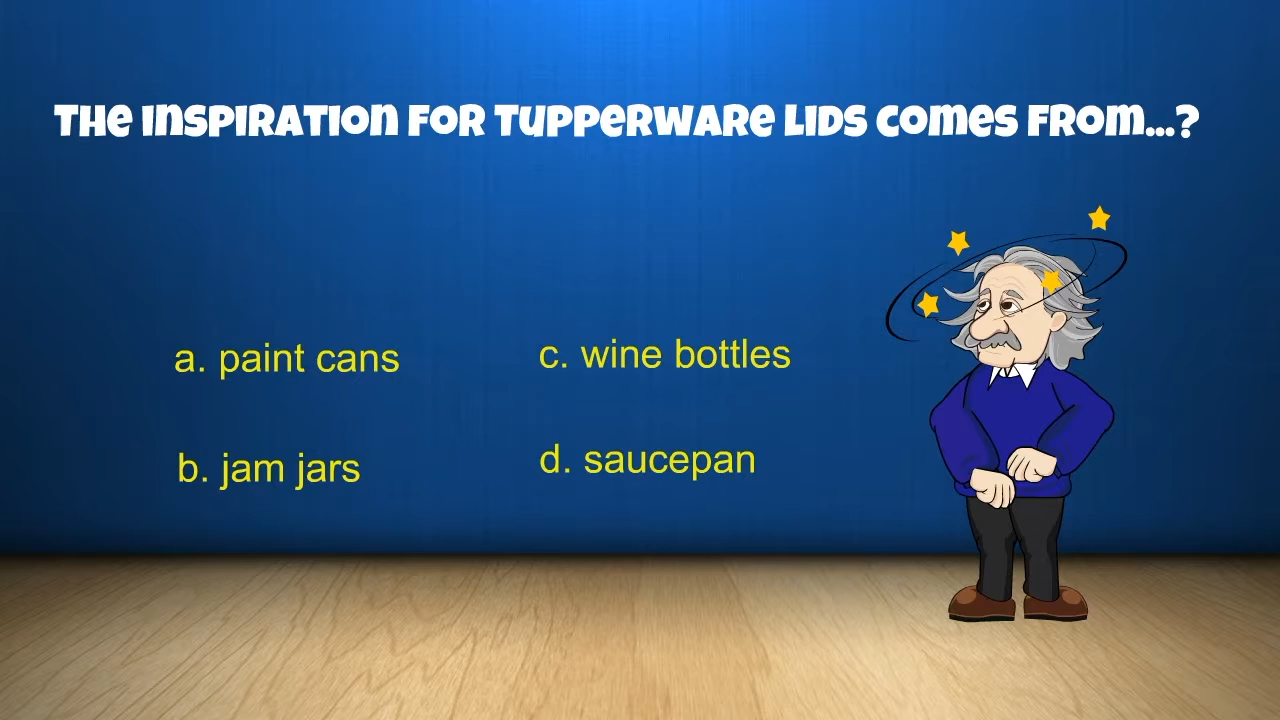 The inspiration for Tupperware lids comes from...?
a. paint cans
b. jam jars
c. wine bottles
d. saucepan